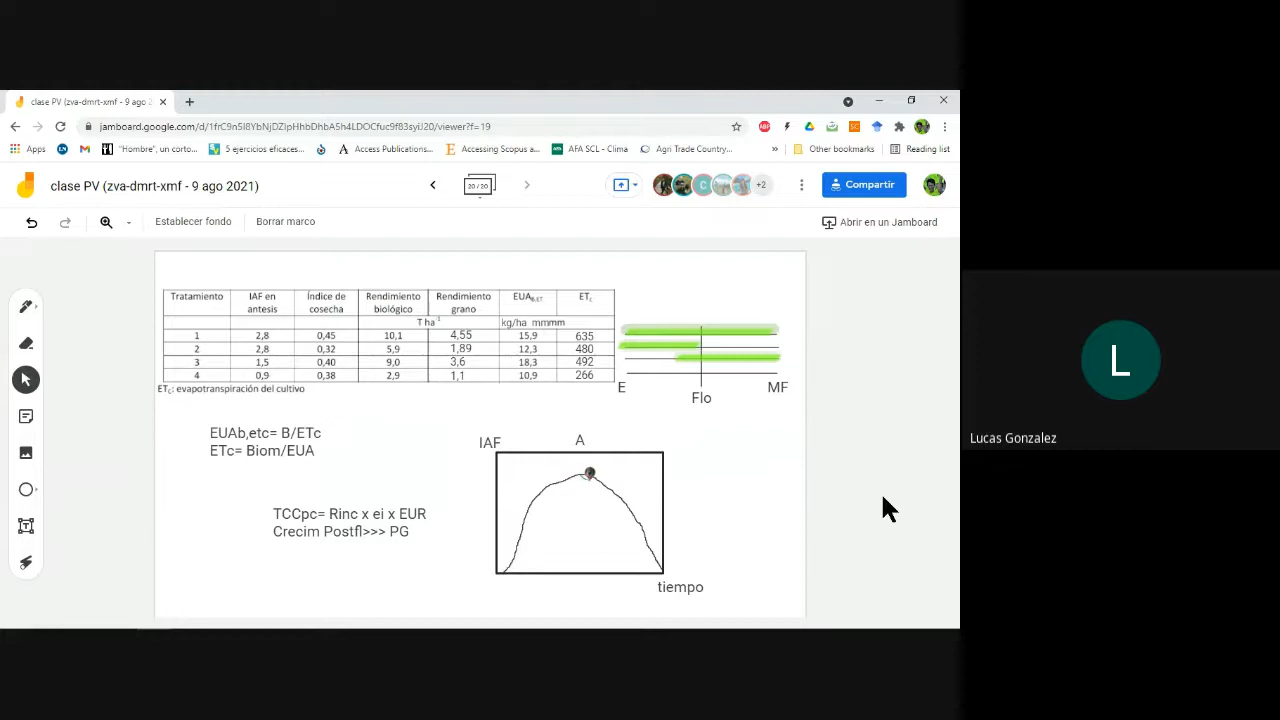 clase PV (zva-dmrt-xmf - 9 ago 2
jamboard.google.com/d/1frC9n5I8YbNjDZIpHhbDhbA5h4LDOCfuc9f83syiJ20/viewer?f=19
Apps
"Hombre", un corto...
5 ejercicios eficaces...
Access Publications...
Accessing Scopus a...
AFA SCL - Clima
Agri Trade Country...
»
Other bookmarks
Reading list
clase PV (zva-dmrt-xmf - 9 ago 2021)
20 / 20
C
+2
Compartir
Establecer fondo
Borrar marco
Abrir en un Jamboard
Tratamiento IAF en antesis Índice de cosecha Rendimiento biológico Rendimiento grano EUAB,ET ETc
T ha-1 kg/ha mmmm
1 2,8 0,45 10,1 4,55 15,9 635
2 2,8 0,32 5,9 1,89 12,3 480
3 1,5 0,40 9,0 3,6 18,3 492
4 0,9 0,38 2,9 1,1 10,9 266
ETc: evapotranspiración del cultivo
E
Flo
MF
EUAb,etc= B/ETc
ETc= Biom/EUA
IAF
A
TCCpc= Rinc x ei x EUR
Crecim Postfl>>> PG
tiempo
L
Lucas Gonzalez